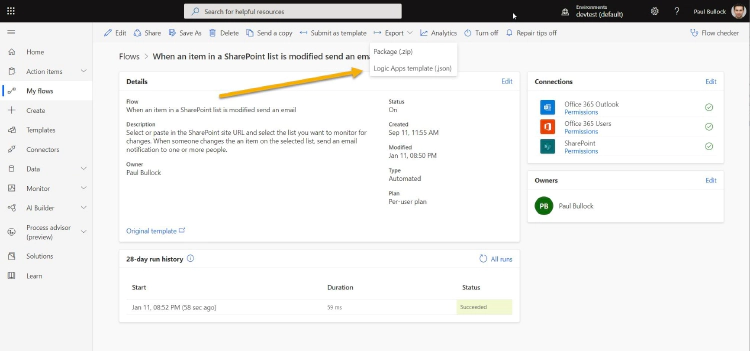 Search for helpful resources
Environments
devtest (default)
Paul Bullock
Edit
Share
Save As
Delete
Send a copy
Submit as template
Export
Analytics
Turn off
Repair tips off
Flow checker
Package (.zip)
Logic Apps template (.json)
Home
Action items
My flows
Create
Templates
Connectors
Data
Monitor
AI Builder
Process advisor
(preview)
Solutions
Learn
Flows > When an item in a SharePoint list is modified send an ema
Details
Edit
Flow
When an item in a SharePoint list is modified send an email
Description
Select or paste in the SharePoint site URL and select the list you want to monitor for
changes. When someone changes the an item on the selected list, send an email
notification to one or more people.
Owner
Paul Bullock
Status
On
Created
Sep 11, 11:55 AM
Modified
Jan 11, 08:50 PM
Type
Automated
Plan
Per-user plan
Original template
Connections
Edit
Office 365 Outlook
Permissions
Office 365 Users
Permissions
SharePoint
Permissions
Owners
Edit
PB
Paul Bullock
28-day run history
All runs
Start
Duration
Status
Jan 11, 08:52 PM (58 sec ago)
59 ms
Succeeded